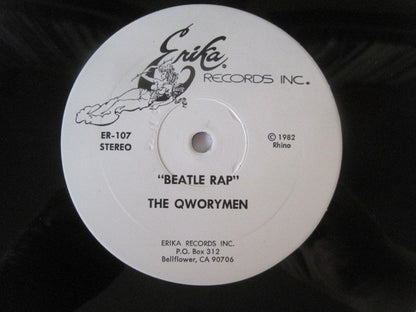 Erika
RECORDS INC.
ER-107
STEREO
© 1982
Rhino
"BEATLE RAP"
THE QWORYMEN
ERIKA RECORDS INC.
P.O. Box 312
Bellflower, CA 90706